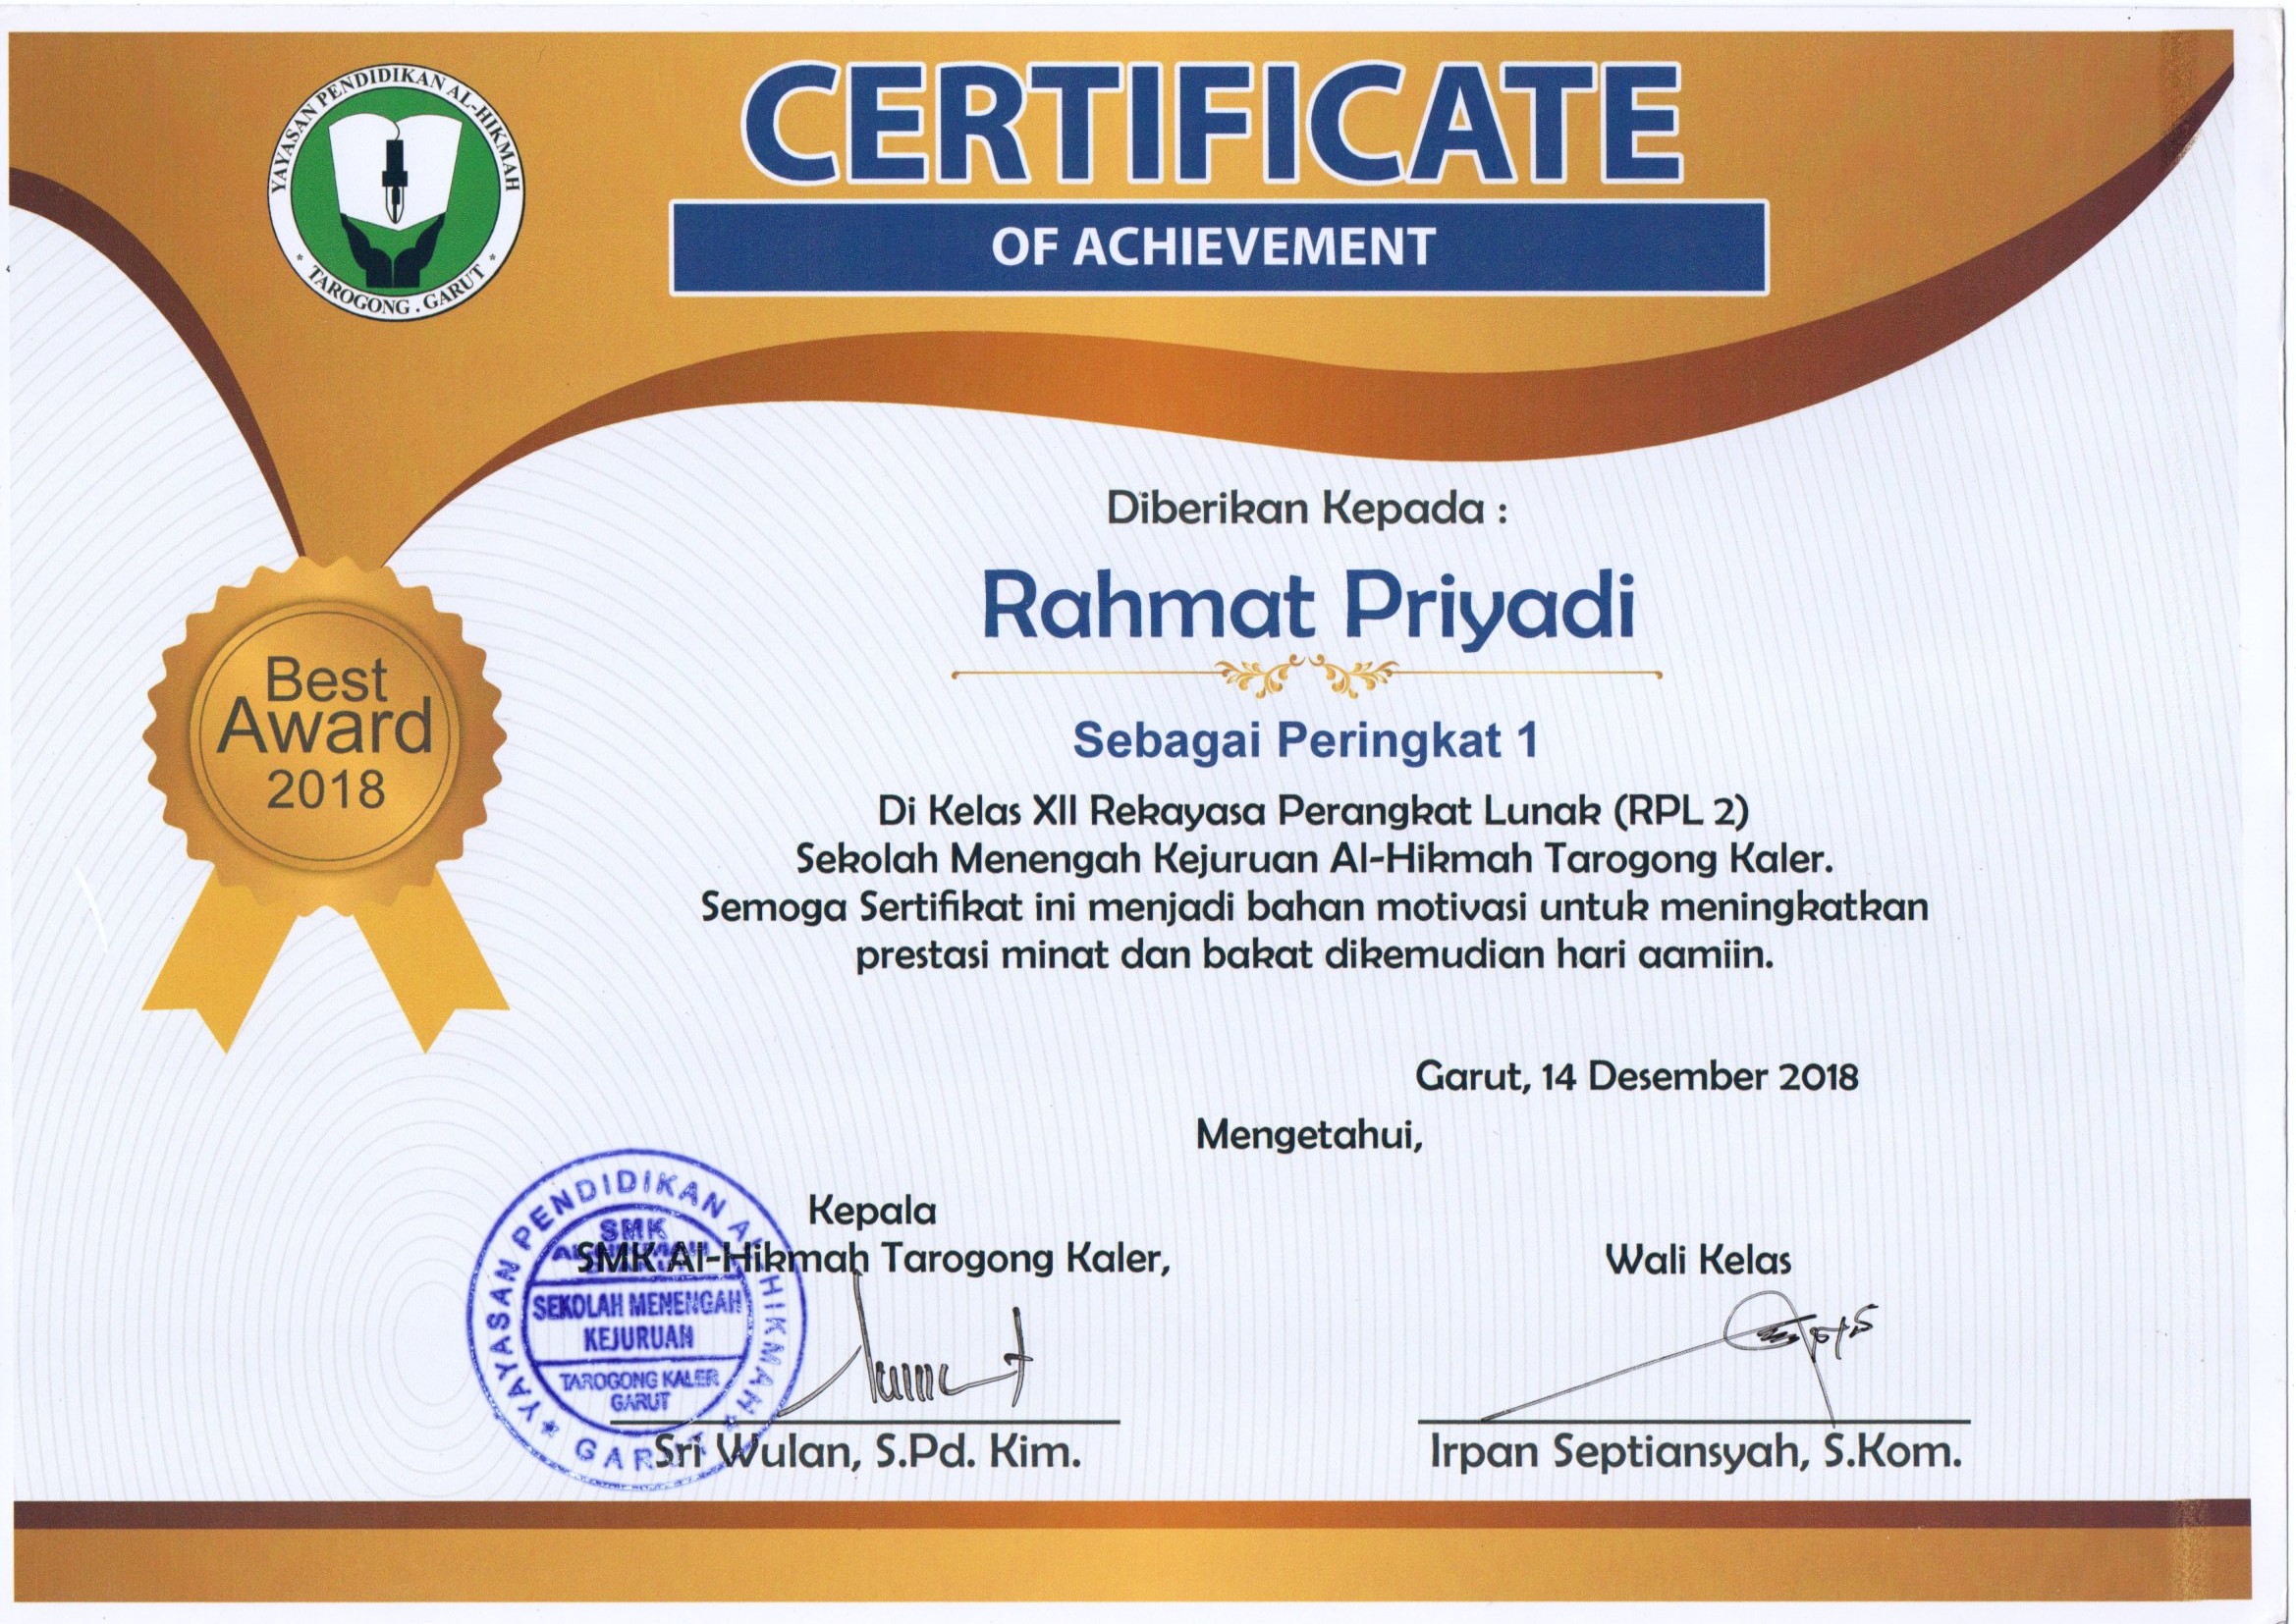 YAYASAN PENDIDIKAN AL-HIKMAH
* TAROGONG . GARUT *
CERTIFICATE
OF ACHIEVEMENT
Diberikan Kepada :
Rahmat Priyadi
Best
Award
2018
Sebagai Peringkat 1
Di Kelas XII Rekayasa Perangkat Lunak (RPL 2)
Sekolah Menengah Kejuruan Al-Hikmah Tarogong Kaler.
Semoga Sertifikat ini menjadi bahan motivasi untuk meningkatkan
prestasi minat dan bakat dikemudian hari aamiin.
Garut, 14 Desember 2018
Mengetahui,
Kepala
SMK Al-Hikmah Tarogong Kaler,
Wali Kelas
YAYASAN PENDIDIKAN AL-HIKMAH
SMK
AL-HIKMAH
SEKOLAH MENENGAH
KEJURUAN
TAROGONG KALER
GARUT
GARUT
Sri Wulan, S.Pd. Kim.
Irpan Septiansyah, S.Kom.